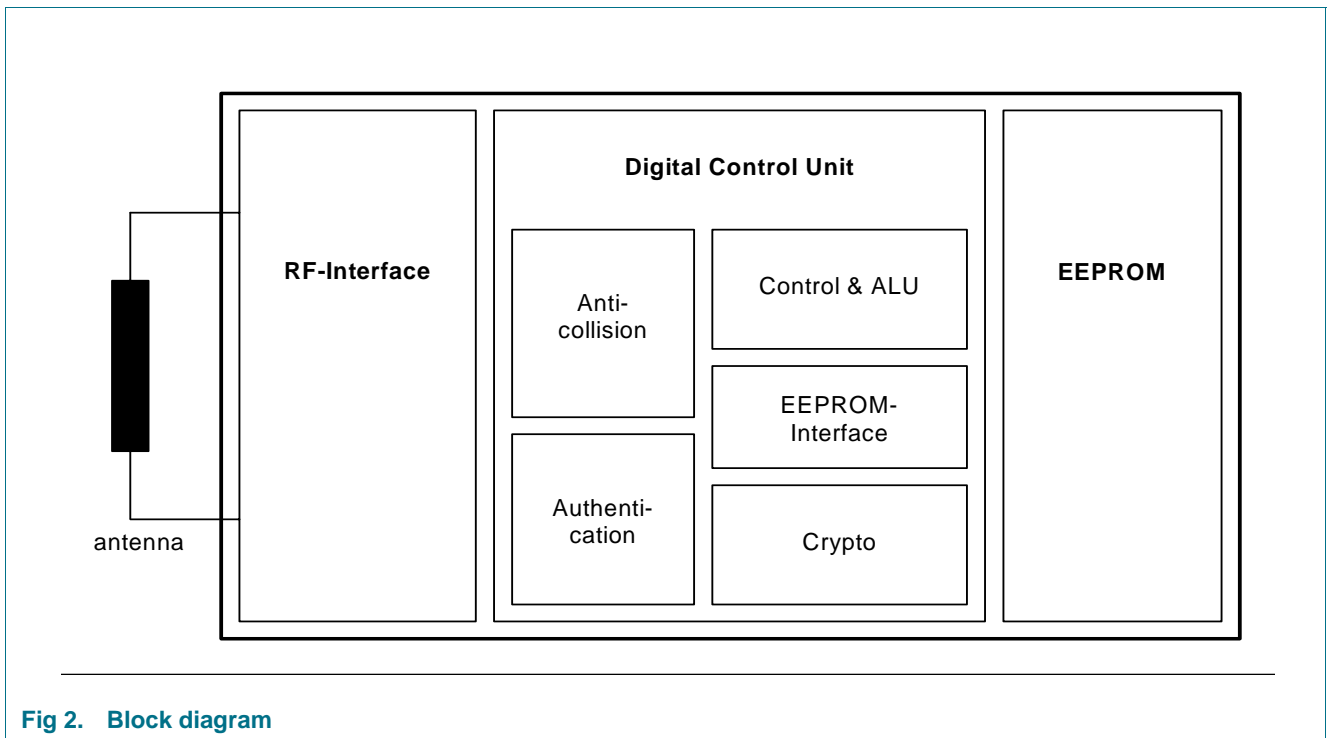 Digital Control Unit
RF-Interface
EEPROM
Anti-
collision
Control & ALU
EEPROM-
Interface
Authenti-
cation
Crypto
antenna
Fig 2. Block diagram